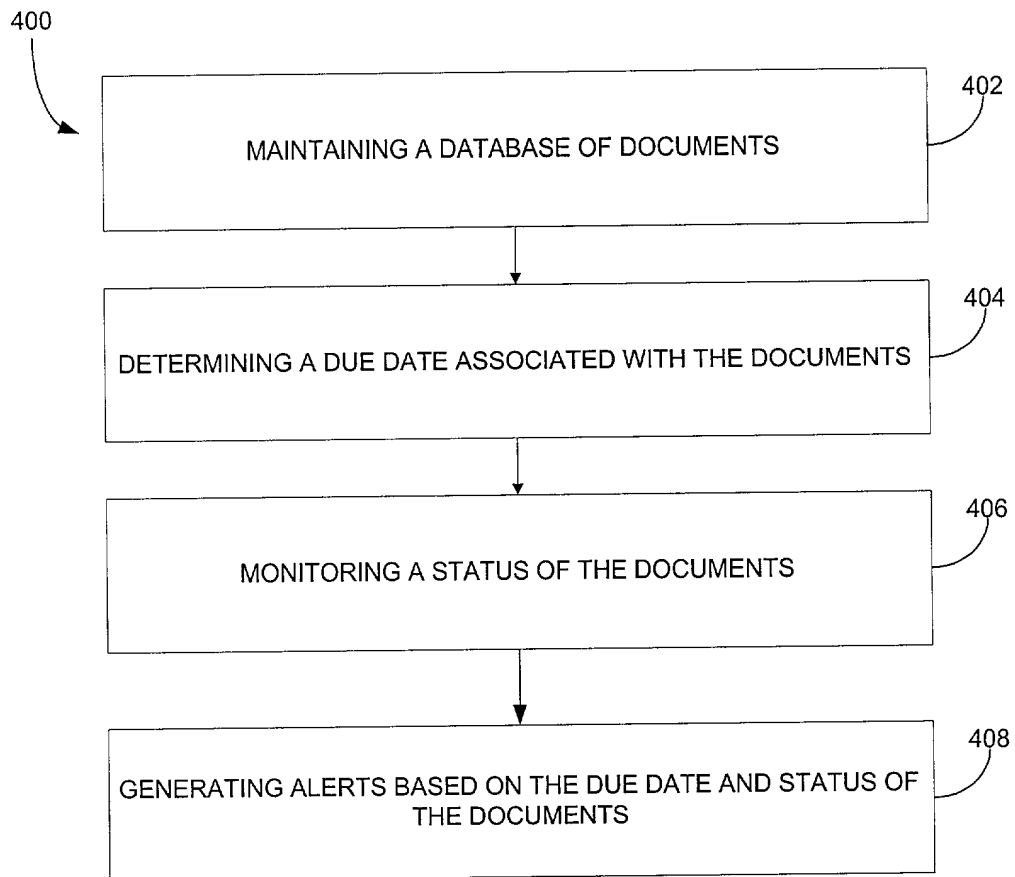 400
402
MAINTAINING A DATABASE OF DOCUMENTS
404
DETERMINING A DUE DATE ASSOCIATED WITH THE DOCUMENTS
406
MONITORING A STATUS OF THE DOCUMENTS
408
GENERATING ALERTS BASED ON THE DUE DATE AND STATUS OF
THE DOCUMENTS